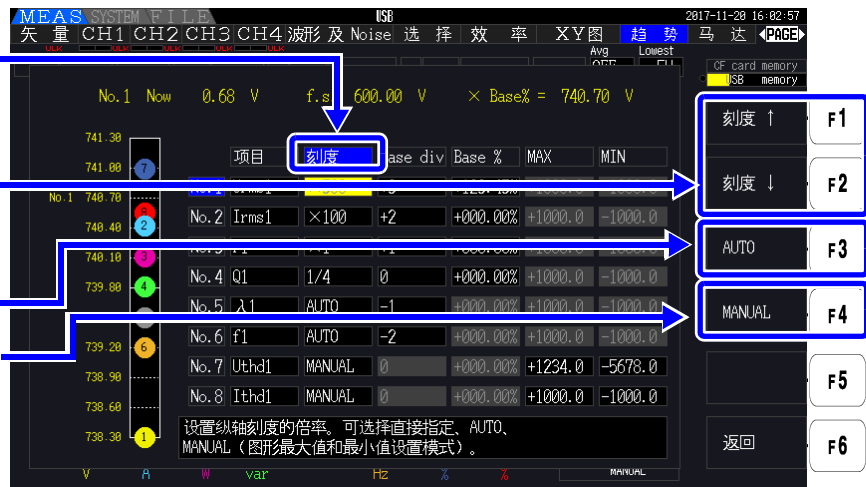 MEAS SYSTEM FILE USB 2017-11-20 16:02:57
矢 量 CH1 CH2 CH3 CH4 波形 及 Noise 选 择 效 率 XY图 趋 势 马 达 PAGE
Avg Lowest
CF card memory
USB memory
No.1 Now 0.68 V f.s. 600.00 V × Base% = 740.70 V
刻度 ↑ F1
741.30
项目 刻度 Base div Base % MAX MIN
741.00 7
刻度 ↓ F2
No.1 740.70
No.2 Irms1 ×100 +2 +000.00% +1000.0 -1000.0
740.40 2
AUTO F3
740.10 3
No.4 Q1 1/4 0 +000.00% +1000.0 -1000.0
739.80 4
No.5 λ1 AUTO -1 +000.00% +1000.0 -1000.0
MANUAL F4
No.6 f1 AUTO -2 +000.00% +1000.0 -1000.0
739.20 6
No.7 Uthd1 MANUAL 0 +000.00% +1234.0 -5678.0
738.90
F5
No.8 Ithd1 MANUAL 0 +000.00% +1000.0 -1000.0
738.60
设置纵轴刻度的倍率。可选择直接指定、AUTO、
MANUAL（图形最大值和最小值设置模式）。
738.30 1
返回 F6
V A W var Hz % % MANUAL